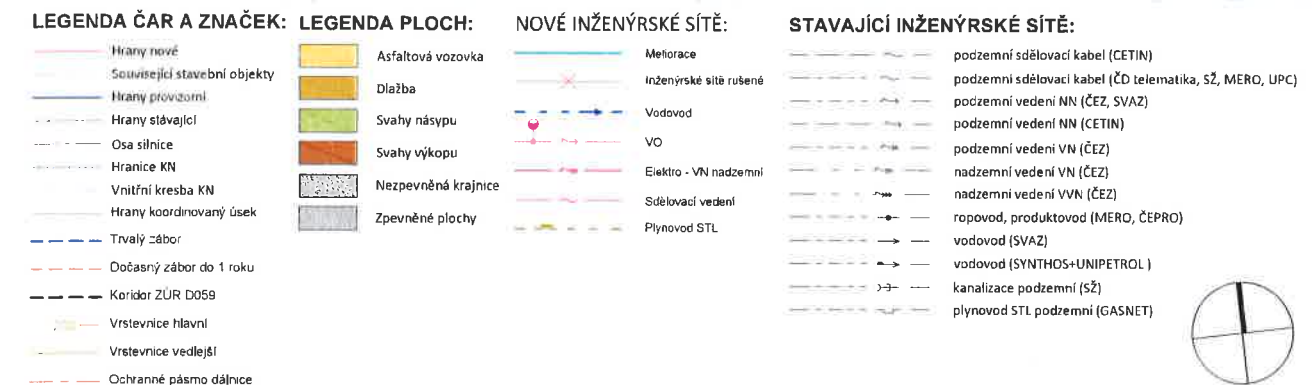 LEGENDA ČAR A ZNAČEK:
Hrany nové
Související stavební objekty
Hrany provizorní
Hrany stávající
Osa silnice
Hranice KN
Vnitřní kresba KN
Hrany koordinovaný úsek
Trvalý zábor
Dočasný zábor do 1 roku
Koridor ZÚR D059
Vrstevnice hlavní
Vrstevnice vedlejší
Ochranné pásmo dálnice
LEGENDA PLOCH:
Asfaltová vozovka
Dlažba
Svahy násypu
Svahy výkopu
Nezpevněná krajnice
Zpevněné plochy
NOVÉ INŽENÝRSKÉ SÍTĚ:
Meliorace
Inženýrské sítě rušené
Vodovod
VO
Elektro - VN nadzemní
Sdělovací vedení
Plynovod STL
STAVAJÍCÍ INŽENÝRSKÉ SÍTĚ:
podzemní sdělovací kabel (CETIN)
podzemní sdělovací kabel (ČD telematika, SŽ, MERO, UPC)
podzemní vedení NN (ČEZ, SVAZ)
podzemní vedení NN (CETIN)
podzemní vedení VN (ČEZ)
nadzemní vedení VN (ČEZ)
nadzemní vedení VVN (ČEZ)
ropovod, produktovod (MERO, ČEPRO)
vodovod (SVAZ)
vodovod (SYNTHOS+UNIPETROL )
kanalizace podzemní (SŽ)
plynovod STL podzemní (GASNET)